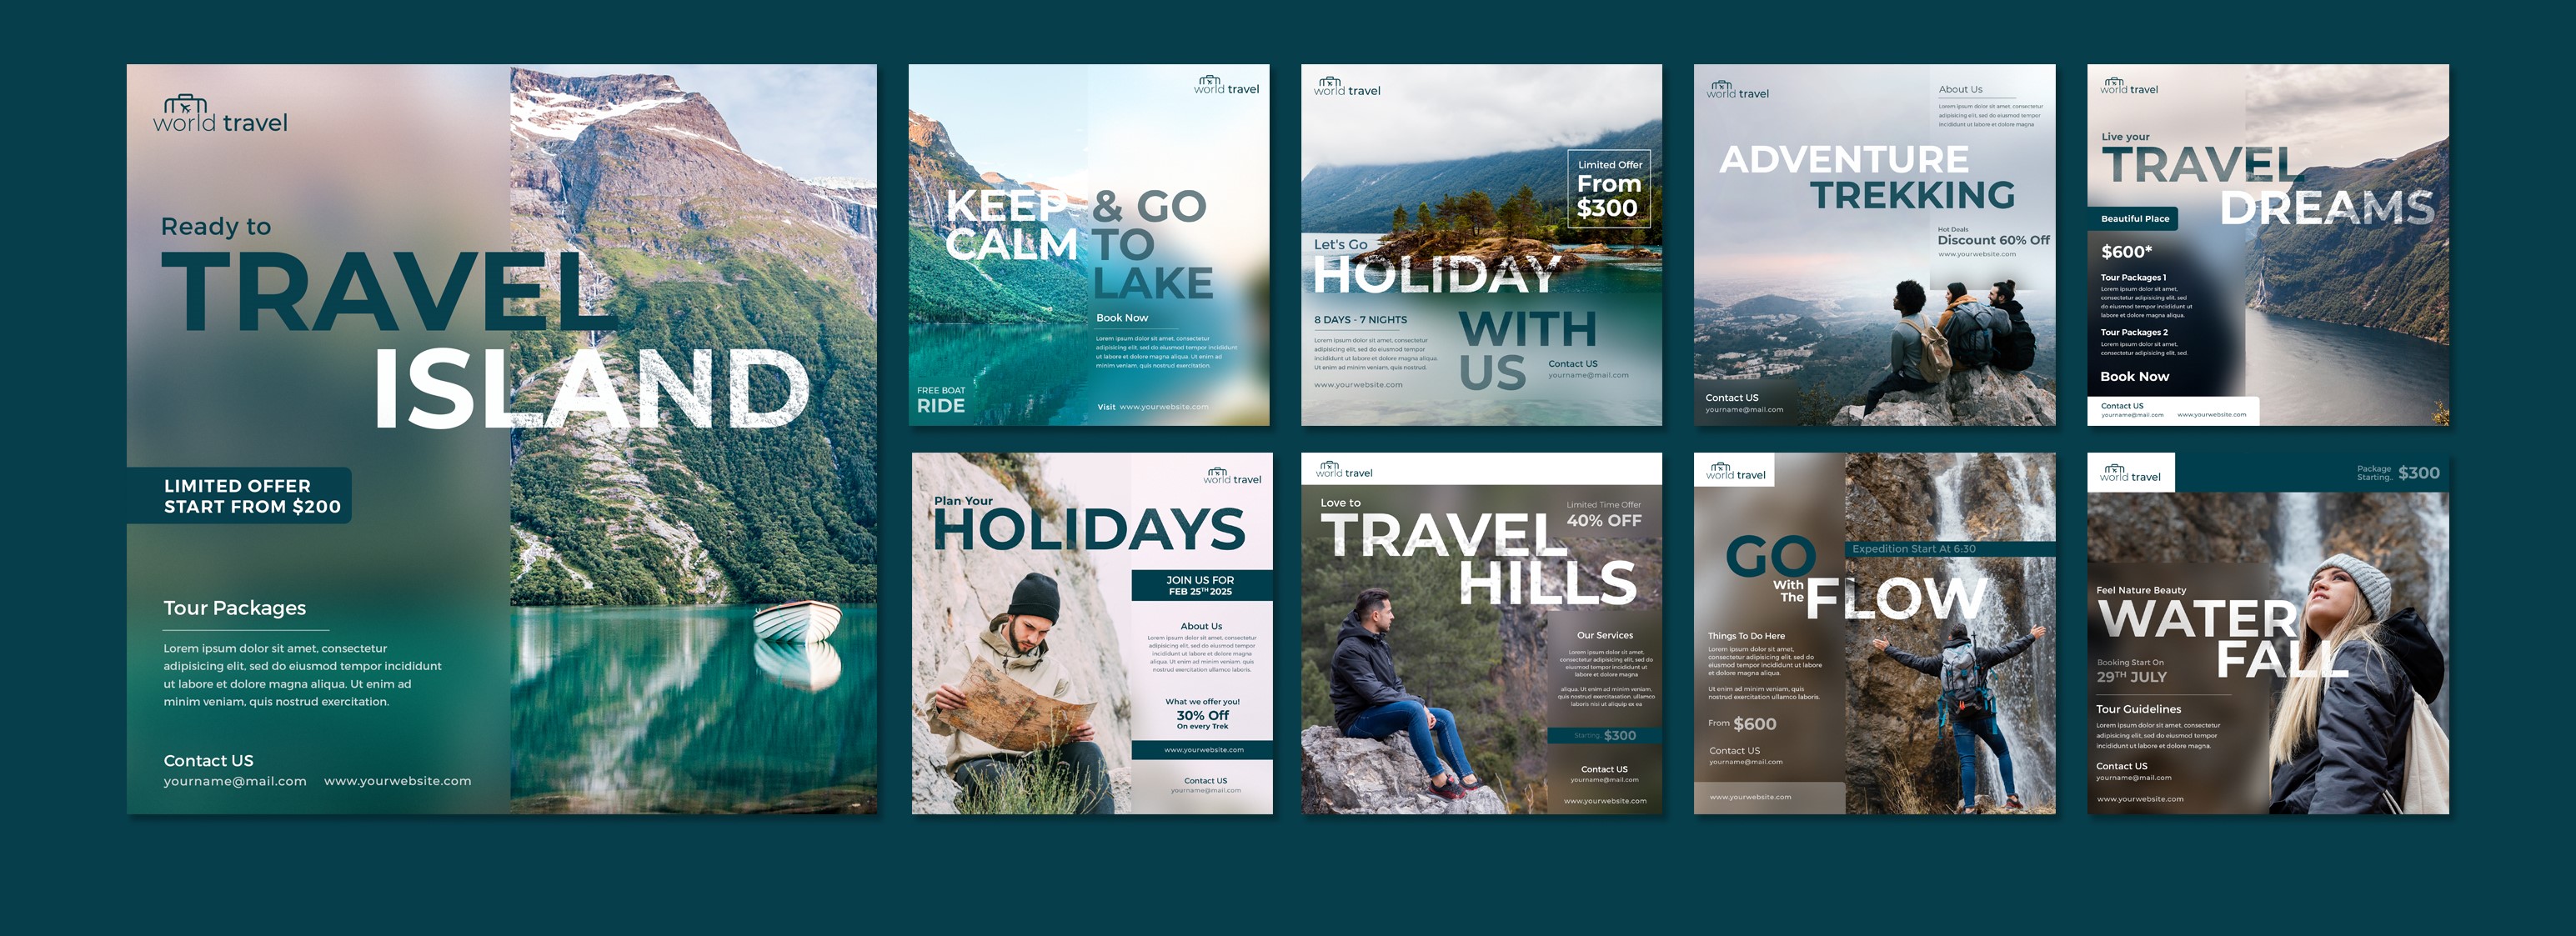 world travel
Ready to
TRAVEL
ISLAND
LIMITED OFFER
START FROM $200
Tour Packages
Lorem ipsum dolor sit amet, consectetur
adipisicing elit, sed do eiusmod tempor incididunt
ut labore et dolore magna aliqua. Ut enim ad
minim veniam, quis nostrud exercitation.
Contact US
yourname@mail.com www.yourwebsite.com
world travel
KEEP & GO
CALM TO
LAKE
Book Now
Lorem ipsum dolor sit amet, consectetur
adipisicing elit, sed do eiusmod tempor incididunt
ut labore et dolore magna aliqua. Ut enim ad
minim veniam, quis nostrud exercitation.
FREE BOAT
RIDE
Visit www.yourwebsite.com
world travel
Limited Offer
From
$300
Let's Go
HOLIDAY
WITH
US
8 DAYS - 7 NIGHTS
Lorem ipsum dolor sit amet, consectetur
adipisicing elit, sed do eiusmod tempor
incididunt ut labore et dolore magna aliqua.
Ut enim ad minim veniam, quis nostrud.
www.yourwebsite.com
Contact US
yourname@mail.com
world travel
About Us
Lorem ipsum dolor sit amet, consectetur
adipisicing elit, sed do eiusmod tempor
incididunt ut labore et dolore magna
ADVENTURE
TREKKING
Hot Deals
Discount 60% Off
www.yourwebsite.com
Contact US
yourname@mail.com
world travel
Live your
TRAVEL
DREAMS
Beautiful Place
$600*
Tour Packages 1
Lorem ipsum dolor sit amet,
consectetur adipisicing elit, sed
do eiusmod tempor incididunt ut
labore et dolore magna aliqua.
Tour Packages 2
Lorem ipsum dolor sit amet,
consectetur adipisicing elit, sed.
Book Now
Contact US
yourname@mail.com www.yourwebsite.com
world travel
Plan Your
HOLIDAYS
JOIN US FOR
FEB 25TH 2025
About Us
Lorem ipsum dolor sit amet, consectetur
adipisicing elit, sed do eiusmod tempor
incididunt ut labore et dolore magna
aliqua. Ut enim ad minim veniam, quis
nostrud exercitation ullamco laboris.
What we offer you!
30% Off
On every Trek
www.yourwebsite.com
Contact US
yourname@mail.com
world travel
Love to
TRAVEL
HILLS
Limited Time Offer
40% OFF
Our Services
Lorem ipsum dolor sit amet,
consectetur adipisicing elit, sed do
eiusmod tempor incididunt ut
labore et dolore magna
aliqua. Ut enim ad minim veniam,
quis nostrud exercitation ullamco
laboris nisi ut aliquip ex ea
Starting. $300
Contact US
yourname@mail.com
www.yourwebsite.com
world travel
Expedition Start At 6:30
GO
With
The
FLOW
Things To Do Here
Lorem ipsum dolor sit amet,
consectetur adipisicing elit, sed do
eiusmod tempor incididunt ut labore
et dolore magna aliqua.
Ut enim ad minim veniam, quis
nostrud exercitation ullamco laboris.
From $600
Contact US
yourname@mail.com
www.yourwebsite.com
world travel
Package
Starting.. $300
Feel Nature Beauty
WATER
FALL
Booking Start On
29TH JULY
Tour Guidelines
Lorem ipsum dolor sit amet, consectetur
adipisicing elit, sed do eiusmod tempor
incididunt ut labore et dolore magna.
Contact US
yourname@mail.com
www.yourwebsite.com